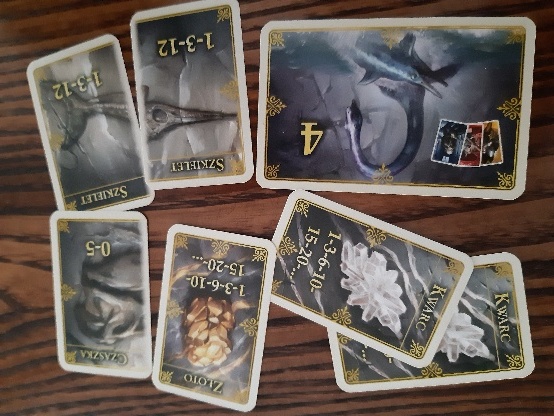 Szkielet
1-3-12
Szkielet
1-3-12
4
Czaszka
0-5
Złoto
1-3-6-10-
15-20-...
Kwarc
1-3-6-10-
15-20-...
Kwarc